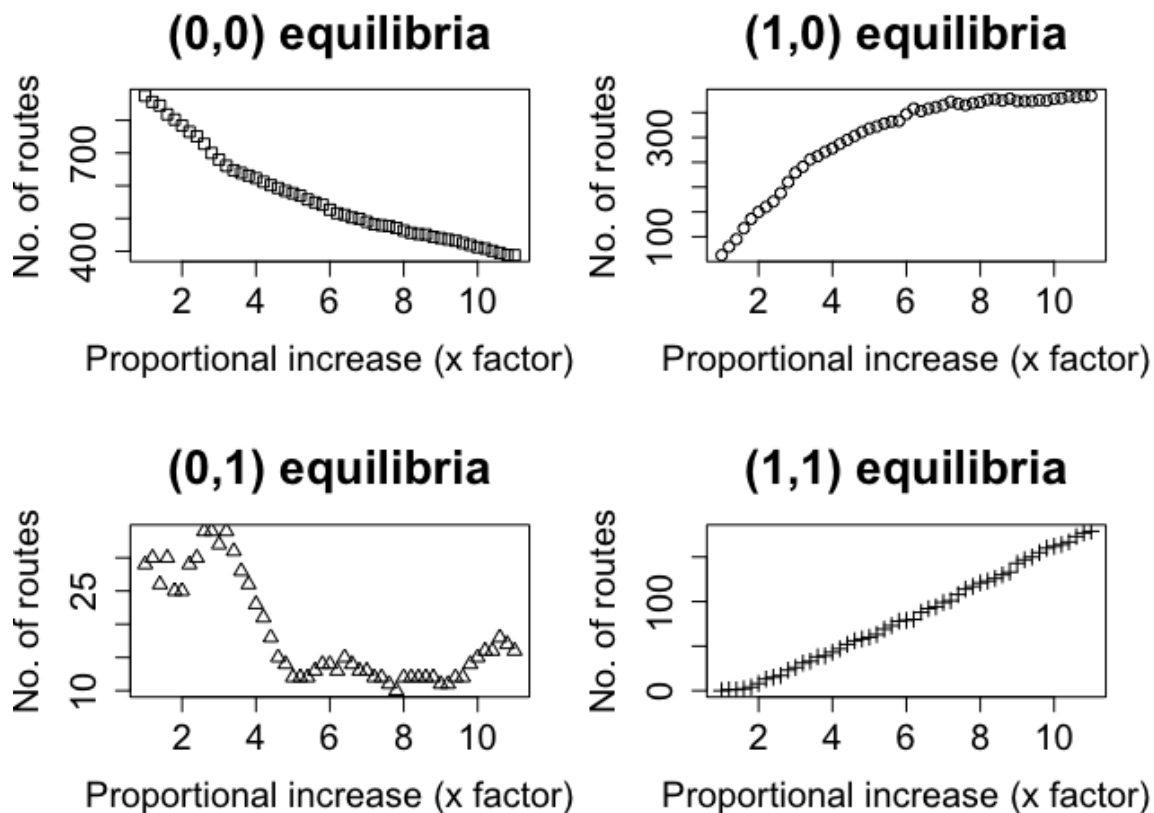 (0,0) equilibria
No. of routes
700
400
2 4 6 8 10
Proportional increase (x factor)
(1,0) equilibria
No. of routes
300
100
2 4 6 8 10
Proportional increase (x factor)
(0,1) equilibria
No. of routes
25
10
2 4 6 8 10
Proportional increase (x factor)
(1,1) equilibria
No. of routes
100
0
2 4 6 8 10
Proportional increase (x factor)